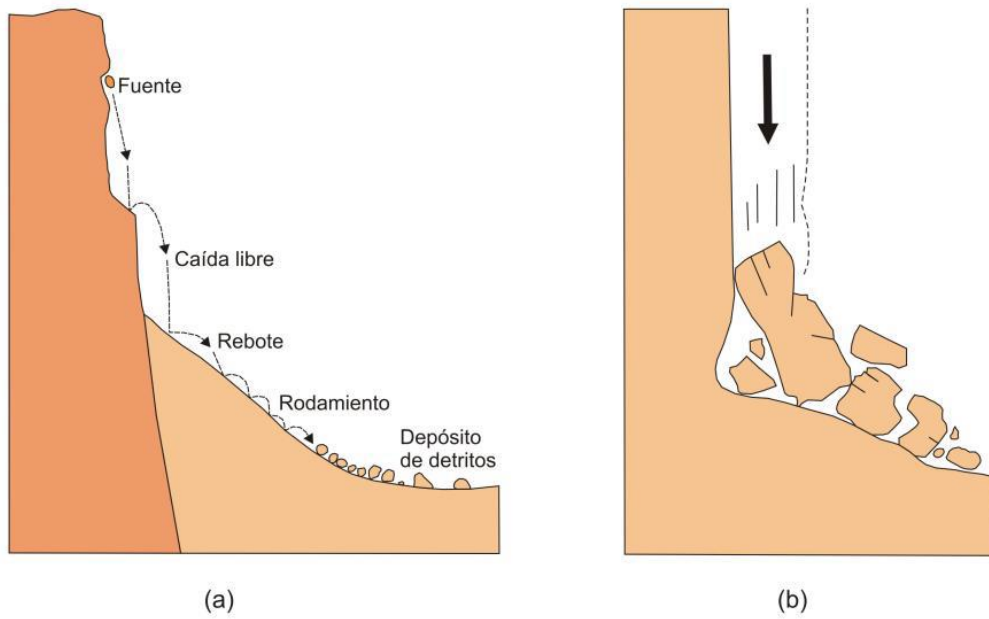 Fuente
Caída libre
Rebote
Rodamiento
Depósito
de detritos
(a)
(b)